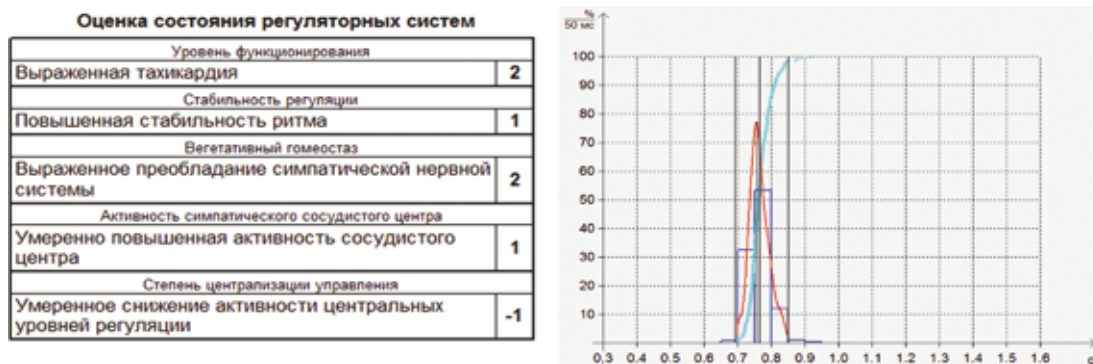 Оценка состояния регуляторных систем
Уровень функционирования
Выраженная тахикардия 2
Стабильность регуляции
Повышенная стабильность ритма 1
Вегетативный гомеостаз
Выраженное преобладание симпатической нервной
системы 2
Активность симпатического сосудистого центра
Умеренно повышенная активность сосудистого
центра 1
Степень централизации управления
Умеренное снижение активности центральных
уровней регуляции -1
%
50 мс
100
90
80
70
60
50
40
30
20
10
0.3 0.4 0.5 0.6 0.7 0.8 0.9 1.0 1.1 1.2 1.3 1.4 1.5 1.6